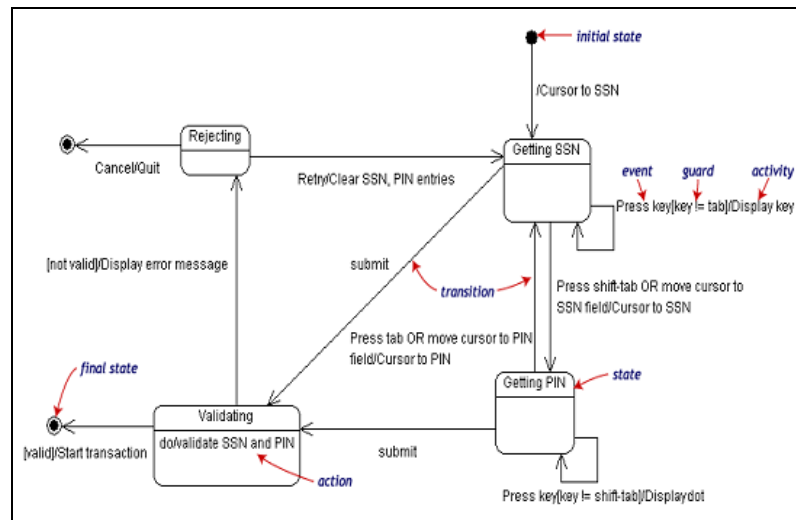 initial state
/Cursor to SSN
Rejecting
Getting SSN
Cancel/Quit
Retry/Clear SSN, PIN entries
event
guard
activity
Press key[key != tab]/Display key
[not valid]/Display error message
submit
transition
Press shift-tab OR move cursor to
SSN field/Cursor to SSN
Press tab OR move cursor to PIN
field/Cursor to PIN
final state
Getting PIN
state
Validating
do/validate SSN and PIN
[valid]/Start transaction
submit
action
Press key[key != shift-tab]/Displaydot